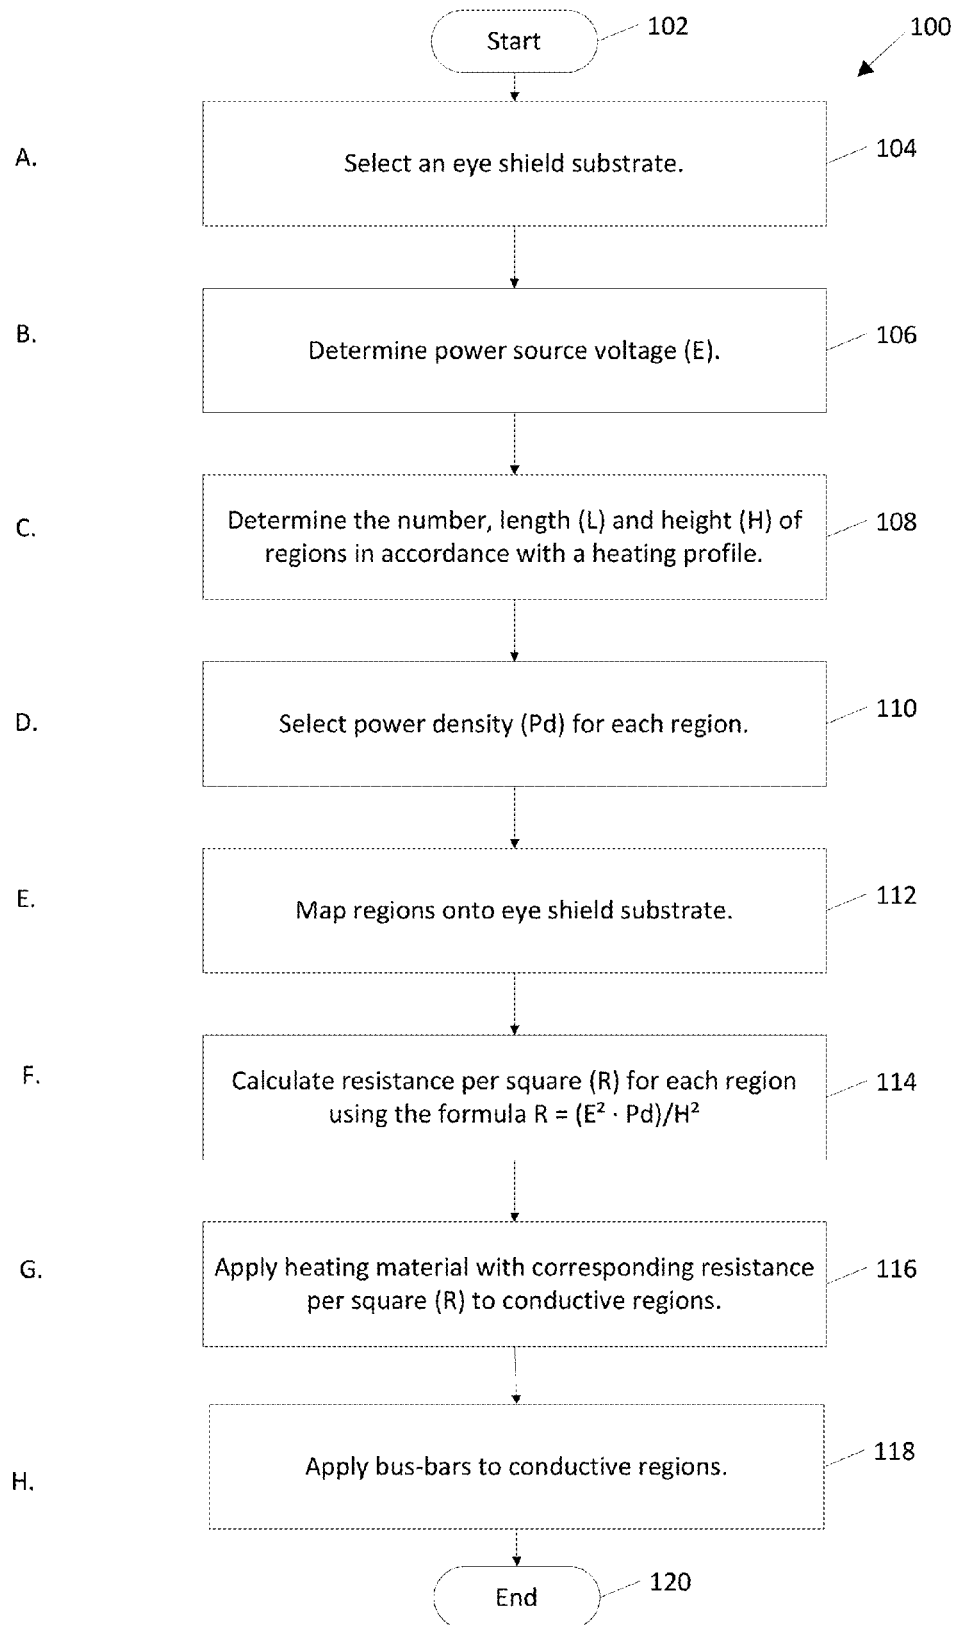 Start
102
100
A.
Select an eye shield substrate.
104
B.
Determine power source voltage (E).
106
C.
Determine the number, length (L) and height (H) of
regions in accordance with a heating profile.
108
D.
Select power density (Pd) for each region.
110
E.
Map regions onto eye shield substrate.
112
F.
Calculate resistance per square (R) for each region
using the formula R = (E² · Pd)/H²
114
G.
Apply heating material with corresponding resistance
per square (R) to conductive regions.
116
H.
Apply bus-bars to conductive regions.
118
End
120